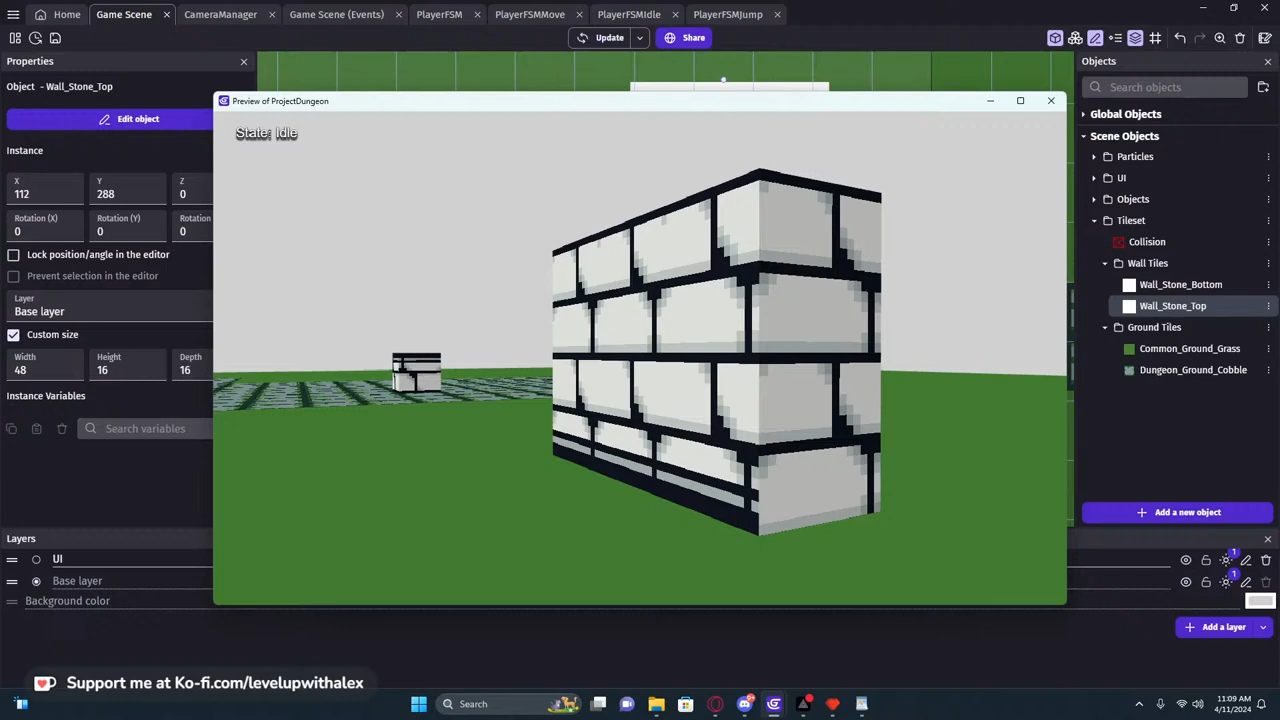 Home
Game Scene
CameraManager
Game Scene (Events)
PlayerFSM
PlayerFSMMove
PlayerFSMIdle
PlayerFSMJump
Update
Share
Properties
Object - Wall_Stone_Top
Edit object
Instance
X
112
Y
288
Z
0
Rotation (X)
0
Rotation (Y)
0
Rotation
0
Lock position/angle in the editor
Prevent selection in the editor
Layer
Base layer
Custom size
Width
48
Height
16
Depth
16
Instance Variables
Search variables
Preview of ProjectDungeon
State: Idle
Objects
Search objects
Global Objects
Scene Objects
Particles
UI
Objects
Tileset
Collision
Wall Tiles
Wall_Stone_Bottom
Wall_Stone_Top
Ground Tiles
Common_Ground_Grass
Dungeon_Ground_Cobble
Add a new object
Layers
UI
1
Base layer
1
Background color
Add a layer
Support me at Ko-fi.com/levelupwithalex
Search
11:09 AM
4/11/2024